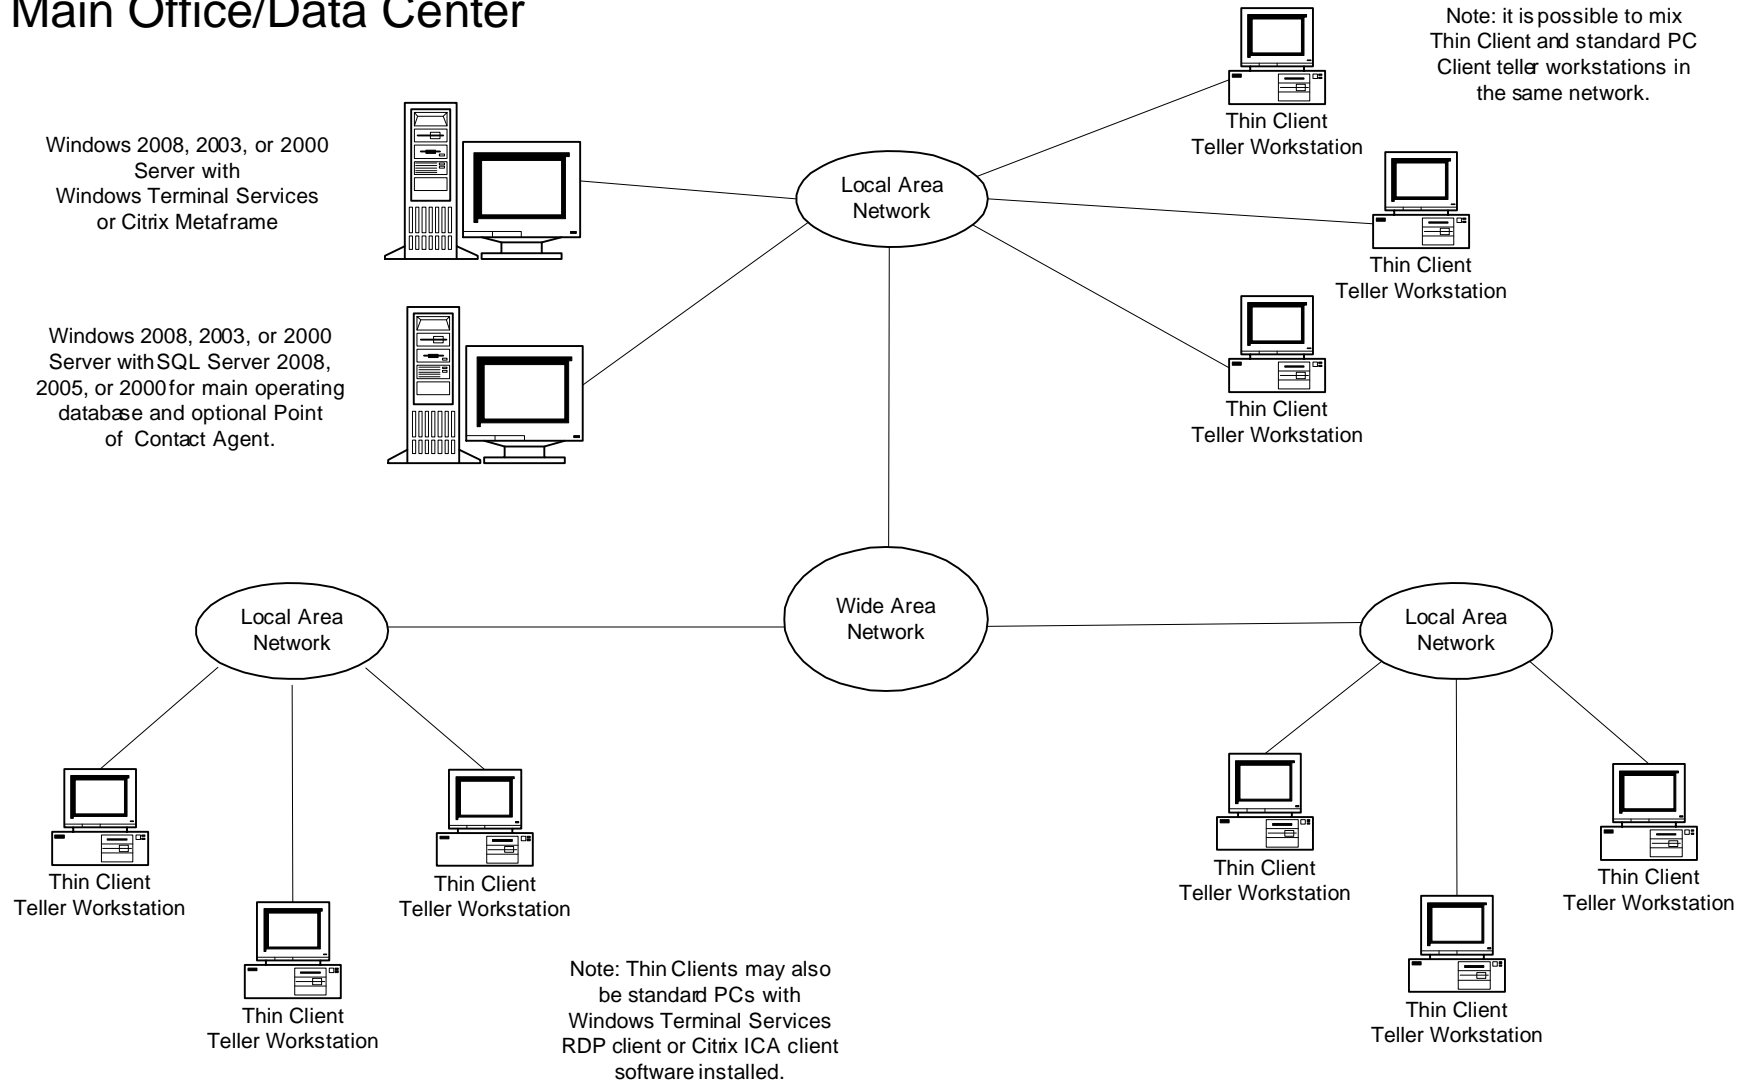 Main Office/Data Center
Note: it is possible to mix
Thin Client and standard PC
Client teller workstations in
the same network.
Thin Client
Teller Workstation
Windows 2008, 2003, or 2000
Server with
Windows Terminal Services
or Citrix Metaframe
Local Area
Network
Thin Client
Teller Workstation
Windows 2008, 2003, or 2000
Server with SQL Server 2008,
2005, or 2000 for main operating
database and optional Point
of Contact Agent.
Thin Client
Teller Workstation
Local Area
Network
Wide Area
Network
Local Area
Network
Thin Client
Teller Workstation
Thin Client
Teller Workstation
Thin Client
Teller Workstation
Thin Client
Teller Workstation
Thin Client
Teller Workstation
Thin Client
Teller Workstation
Note: Thin Clients may also
be standard PCs with
Windows Terminal Services
RDP client or Citrix ICA client
software installed.